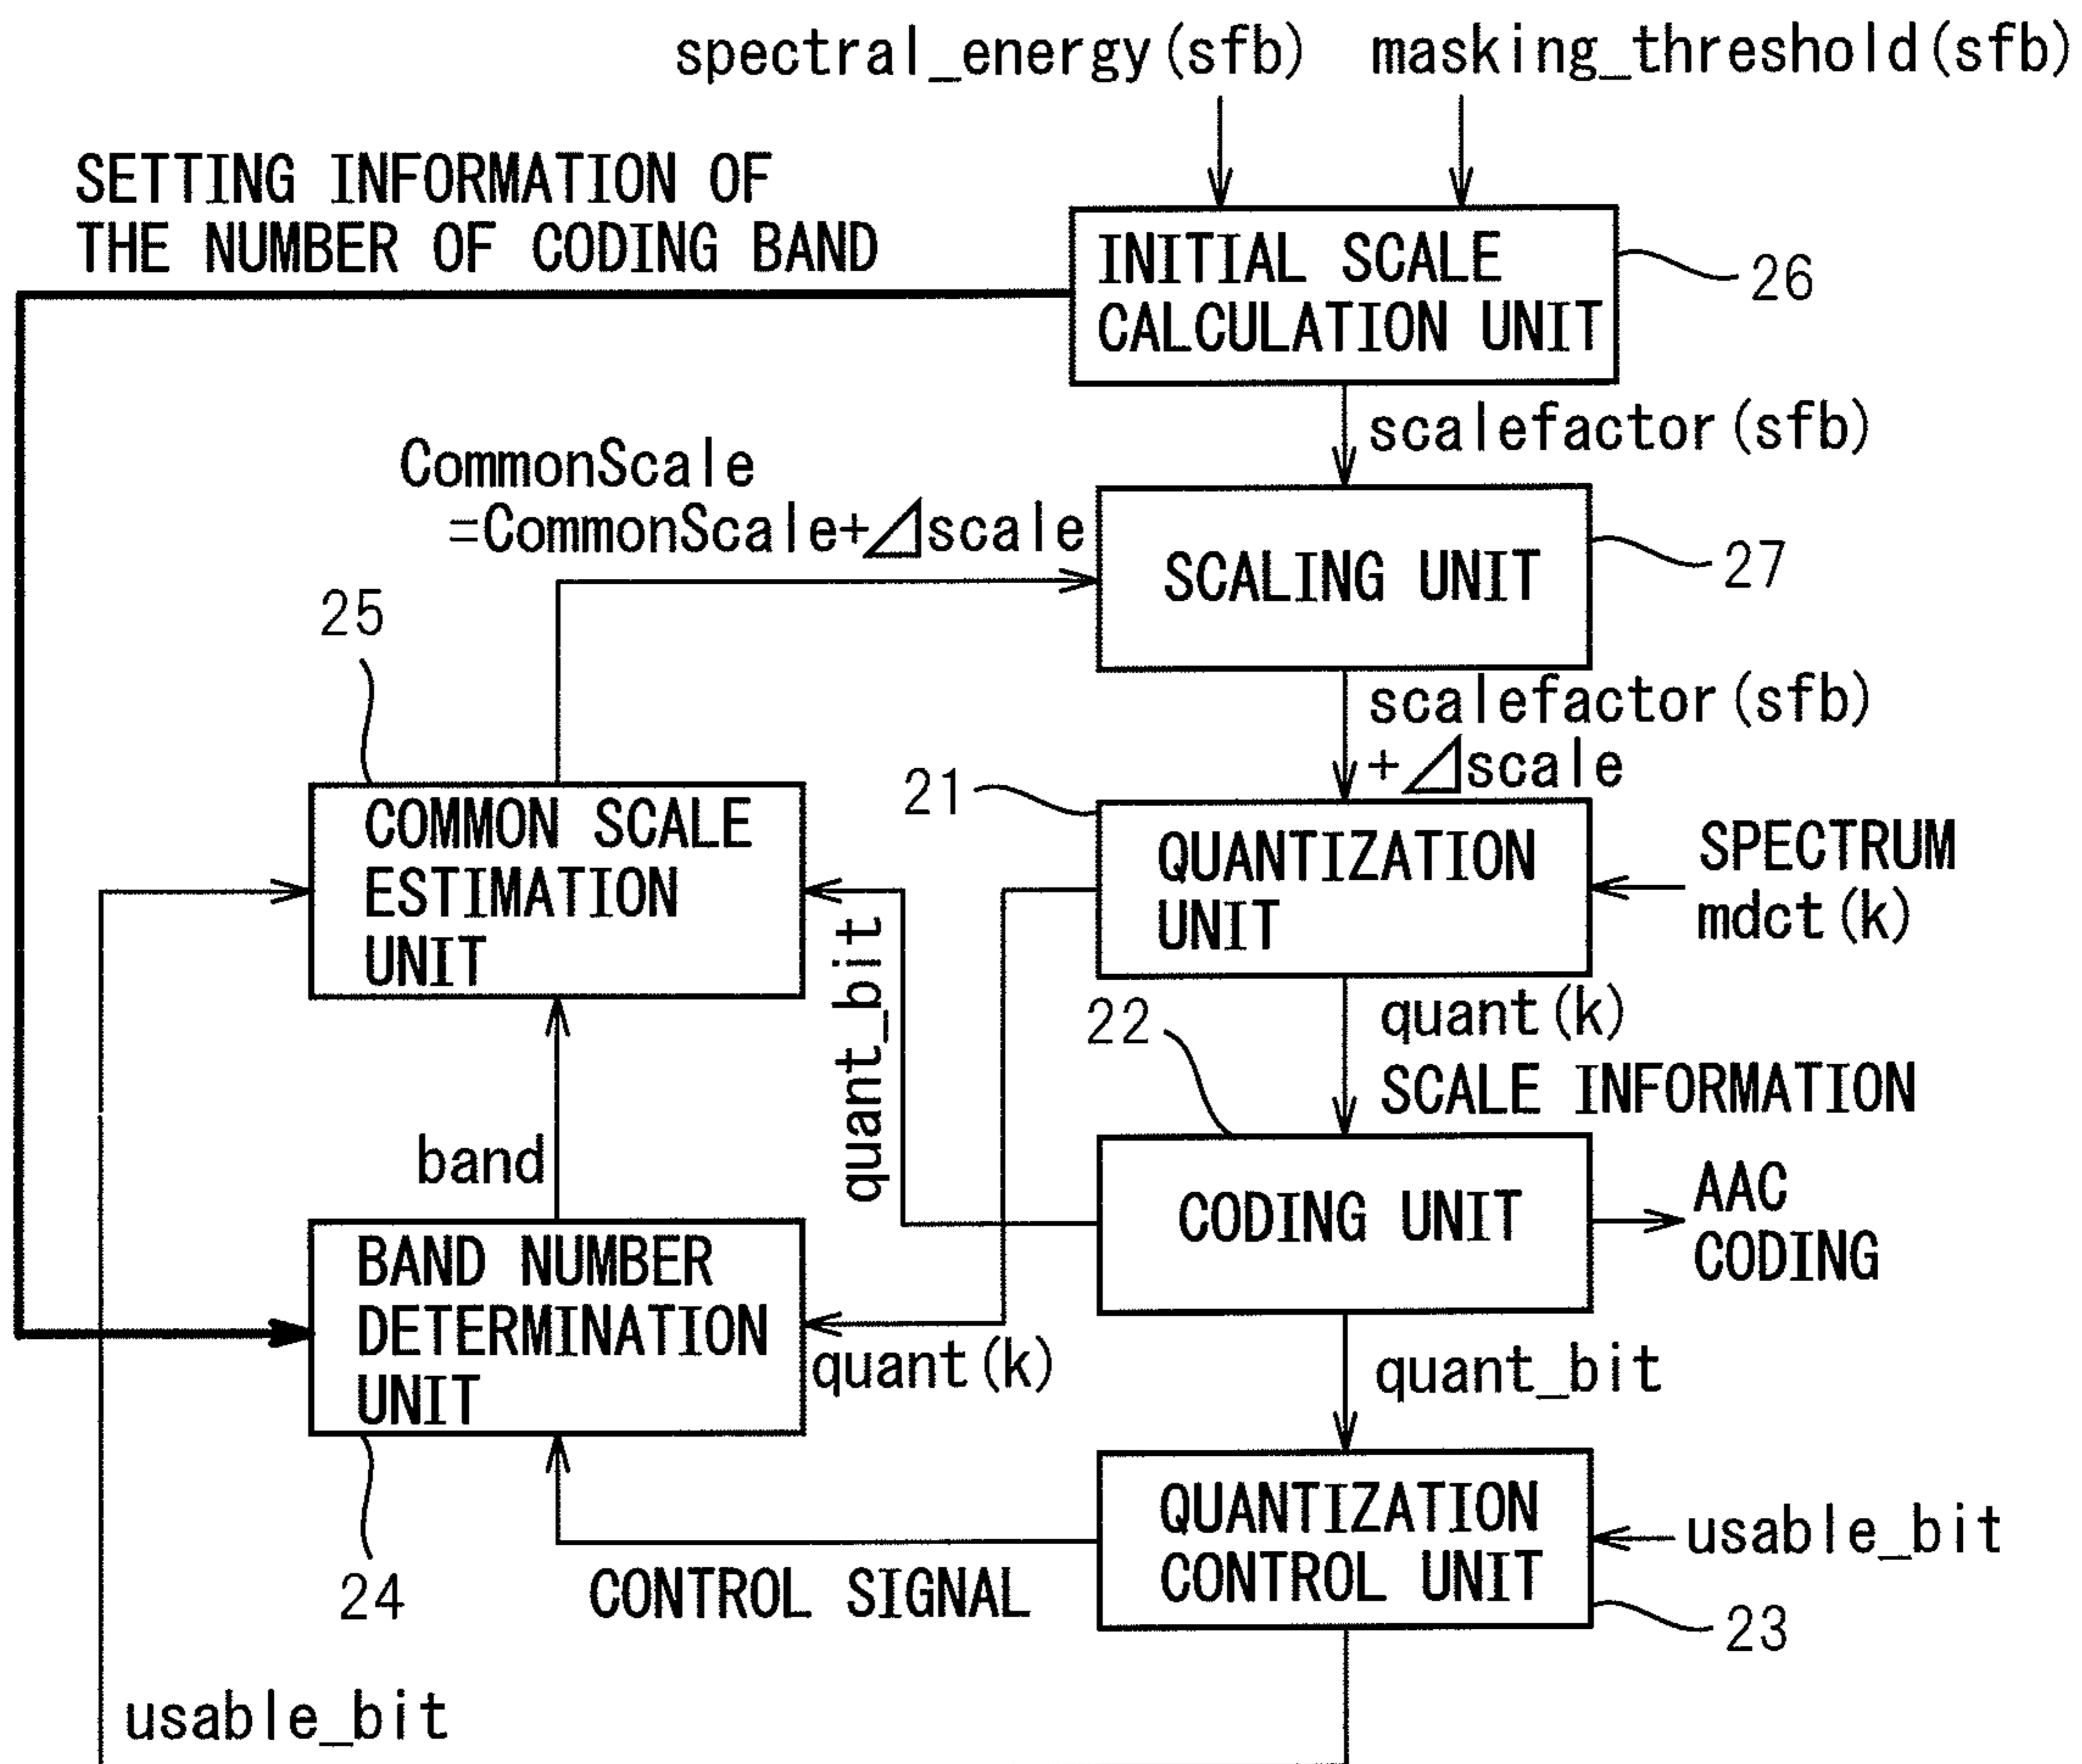 spectral_energy(sfb) masking_threshold(sfb)
SETTING INFORMATION OF
THE NUMBER OF CODING BAND
INITIAL SCALE
CALCULATION UNIT
26
scalefactor(sfb)
CommonScale
=CommonScale+⊿scale
SCALING UNIT
27
25
scalefactor(sfb)
+⊿scale
21
COMMON SCALE
ESTIMATION
UNIT
QUANTIZATION
UNIT
SPECTRUM
mdct(k)
quant_bit
22
quant(k)
SCALE INFORMATION
band
CODING UNIT
AAC
CODING
BAND NUMBER
DETERMINATION
UNIT
quant(k)
quant_bit
24
CONTROL SIGNAL
QUANTIZATION
CONTROL UNIT
usable_bit
23
usable_bit